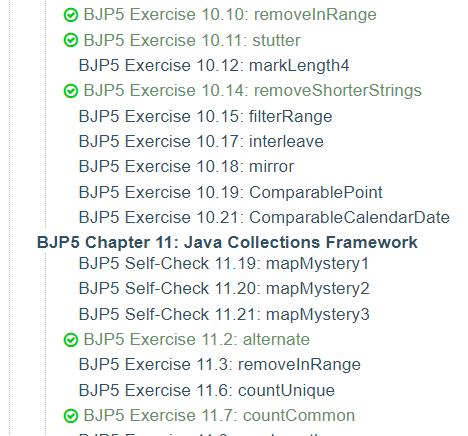 BJP5 Exercise 10.10: removeInRange
BJP5 Exercise 10.11: stutter
BJP5 Exercise 10.12: markLength4
BJP5 Exercise 10.14: removeShorterStrings
BJP5 Exercise 10.15: filterRange
BJP5 Exercise 10.17: interleave
BJP5 Exercise 10.18: mirror
BJP5 Exercise 10.19: ComparablePoint
BJP5 Exercise 10.21: ComparableCalendarDate
BJP5 Chapter 11: Java Collections Framework
BJP5 Self-Check 11.19: mapMystery1
BJP5 Self-Check 11.20: mapMystery2
BJP5 Self-Check 11.21: mapMystery3
BJP5 Exercise 11.2: alternate
BJP5 Exercise 11.3: removeInRange
BJP5 Exercise 11.6: countUnique
BJP5 Exercise 11.7: countCommon